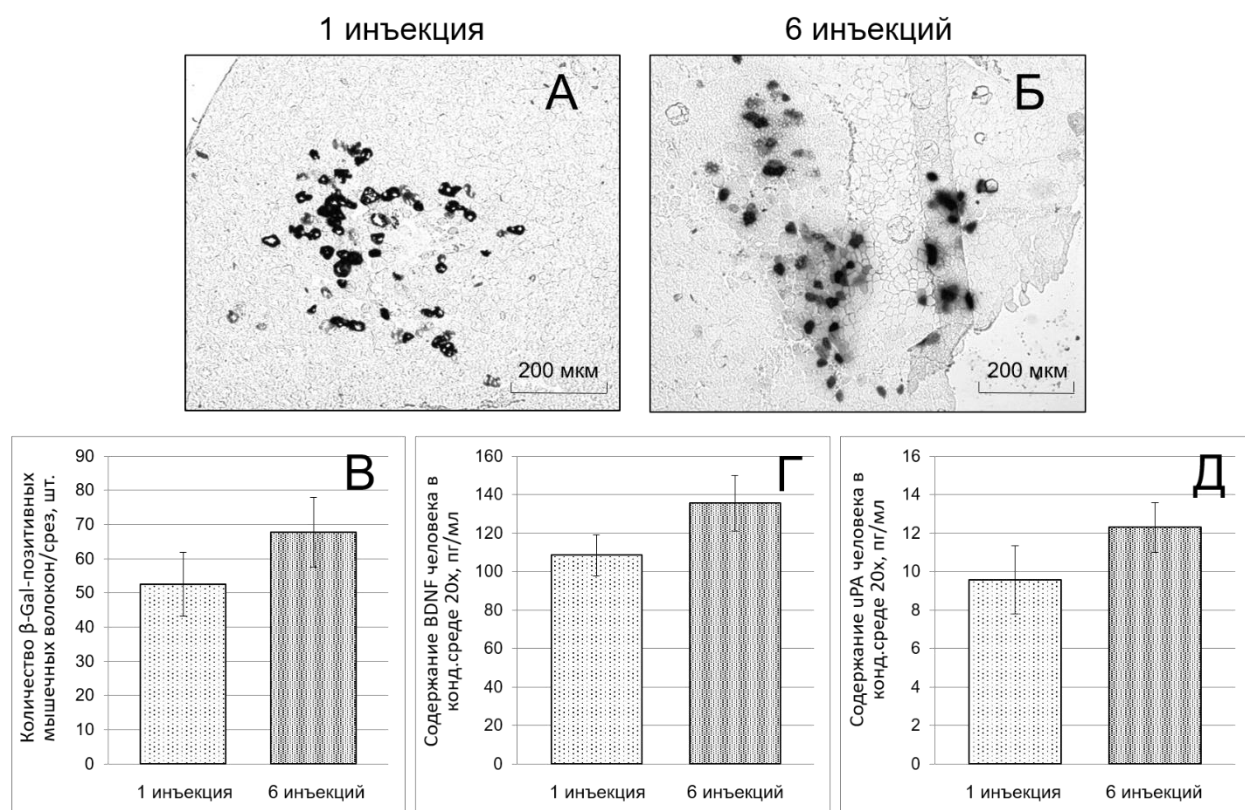 1 инъекция
6 инъекций
А
200 мкм
Б
200 мкм
В
Количество β-Gal-позитивных
мышечных волокон/срез, шт.
90
80
70
60
50
40
30
20
10
0
1 инъекция
6 инъекций
Г
Содержание BDNF человека в
конд.среде 20х, пг/мл
160
140
120
100
80
60
40
20
0
1 инъекция
6 инъекций
Д
Содержание uPA человека в
конд.среде 20х, пг/мл
16
14
12
10
8
6
4
2
0
1 инъекция
6 инъекций